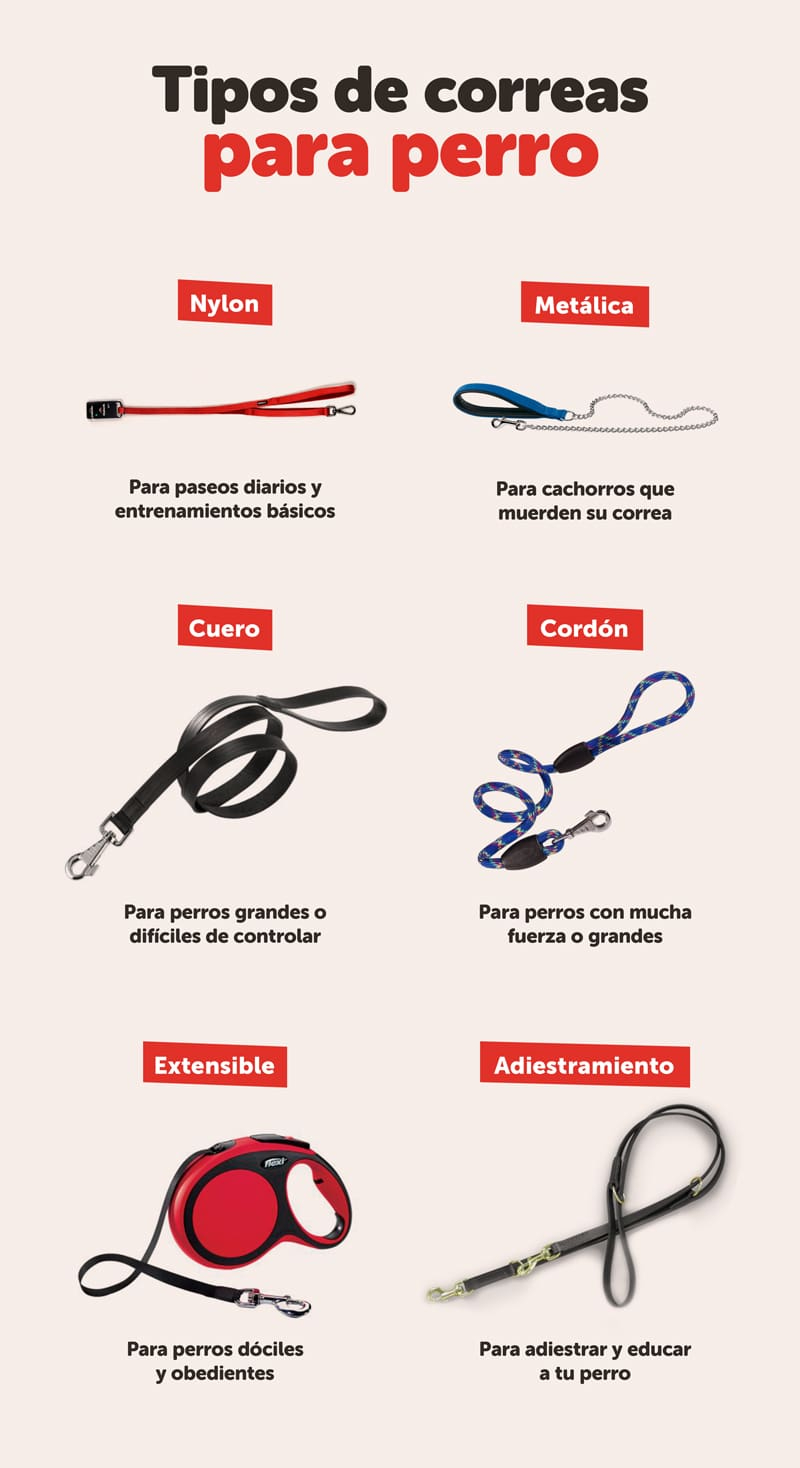 Tipos de correas
para perro
Nylon
Metálica
Para paseos diarios y
entrenamientos básicos
Para cachorros que
muerden su correa
Cuero
Cordón
Para perros grandes o
difíciles de controlar
Para perros con mucha
fuerza o grandes
Extensible
Adiestramiento
flexi
Para perros dóciles
y obedientes
Para adiestrar y educar
a tu perro